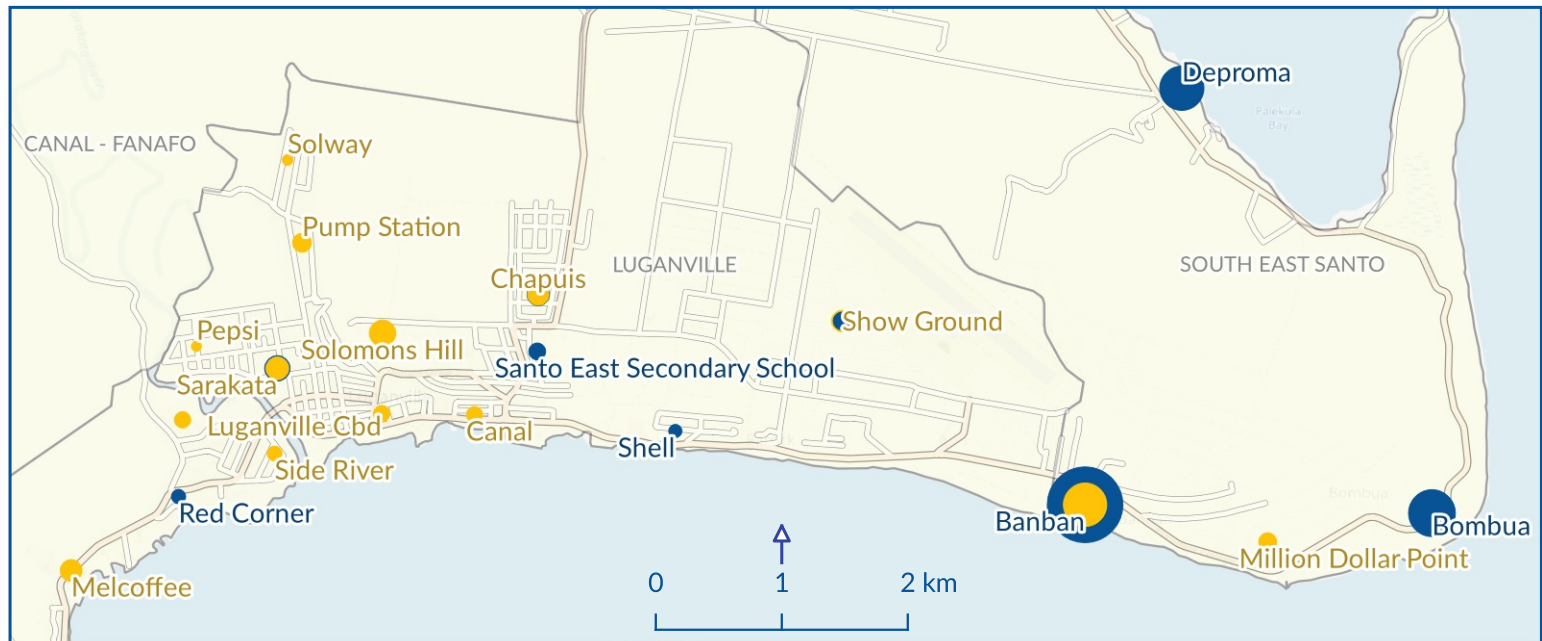 Deproma
Palekula
Bay
CANAL - FANAFO
Solway
Pump Station
Chapuis
LUGANVILLE
SOUTH EAST SANTO
Pepsi
Show Ground
Solomons Hill
Santo East Secondary School
Sarakata
Luganville Cbd
Canal
Shell
Side River
Red Corner
Banban
Bombua
Bombua
Million Dollar Point
Melcoffee
0 1 2 km